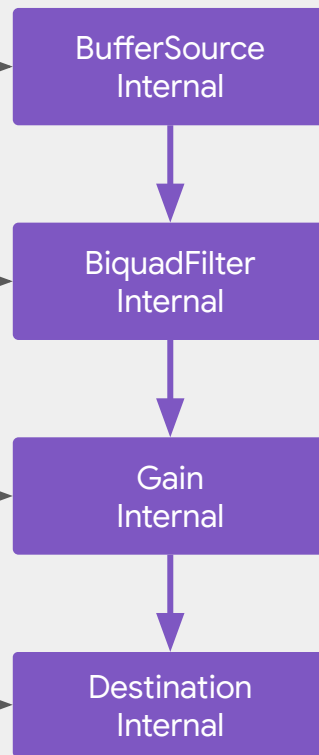 BufferSource
Internal
BiquadFilter
Internal
Gain
Internal
Destination
Internal